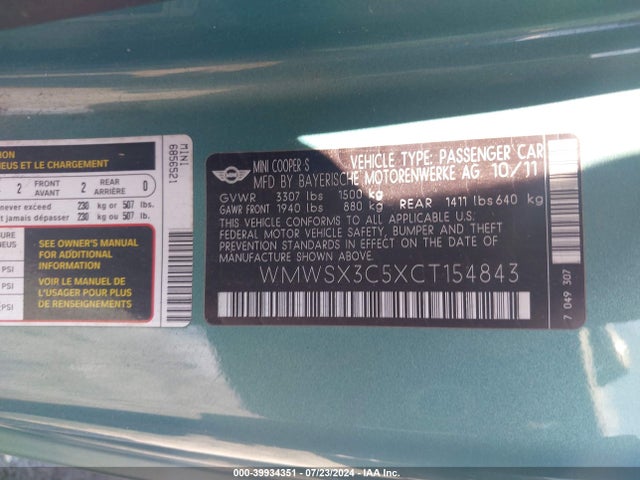 ION
NEUS ET LE CHARGEMENT
2 FRONT AVANT 2 REAR ARRIÈRE 0
never exceed 230 kg or 507 lbs.
t jamais dépasser 230 kg ou 507 lb.
SEE OWNER'S MANUAL FOR
ADDITIONAL INFORMATION
VOIR LE MANUEL DE
L'USAGER POUR PLUS DE
RENSEIGNEMENTS
PSI
PSI
MINI
6856521
MINI COOPER S VEHICLE TYPE: PASSENGER CAR
MFD BY BAYERISCHE MOTORENWERKE AG 10/11
GVWR 3307 lbs 1500 kg
GAWR FRONT 1940 lbs 880 kg REAR 1411 lbs 640 kg
THIS VEHICLE CONFORMS TO ALL APPLICABLE U.S.
FEDERAL MOTOR VEHICLE SAFETY, BUMPER AND THEFT
PREVENTION STANDARDS IN EFFECT ON THE DATE OF
MANUFACTURE SHOWN ABOVE.
WMWSX3C5XCT154843
7 049 307
000-39934351 - 07/23/2024 - IAA Inc.